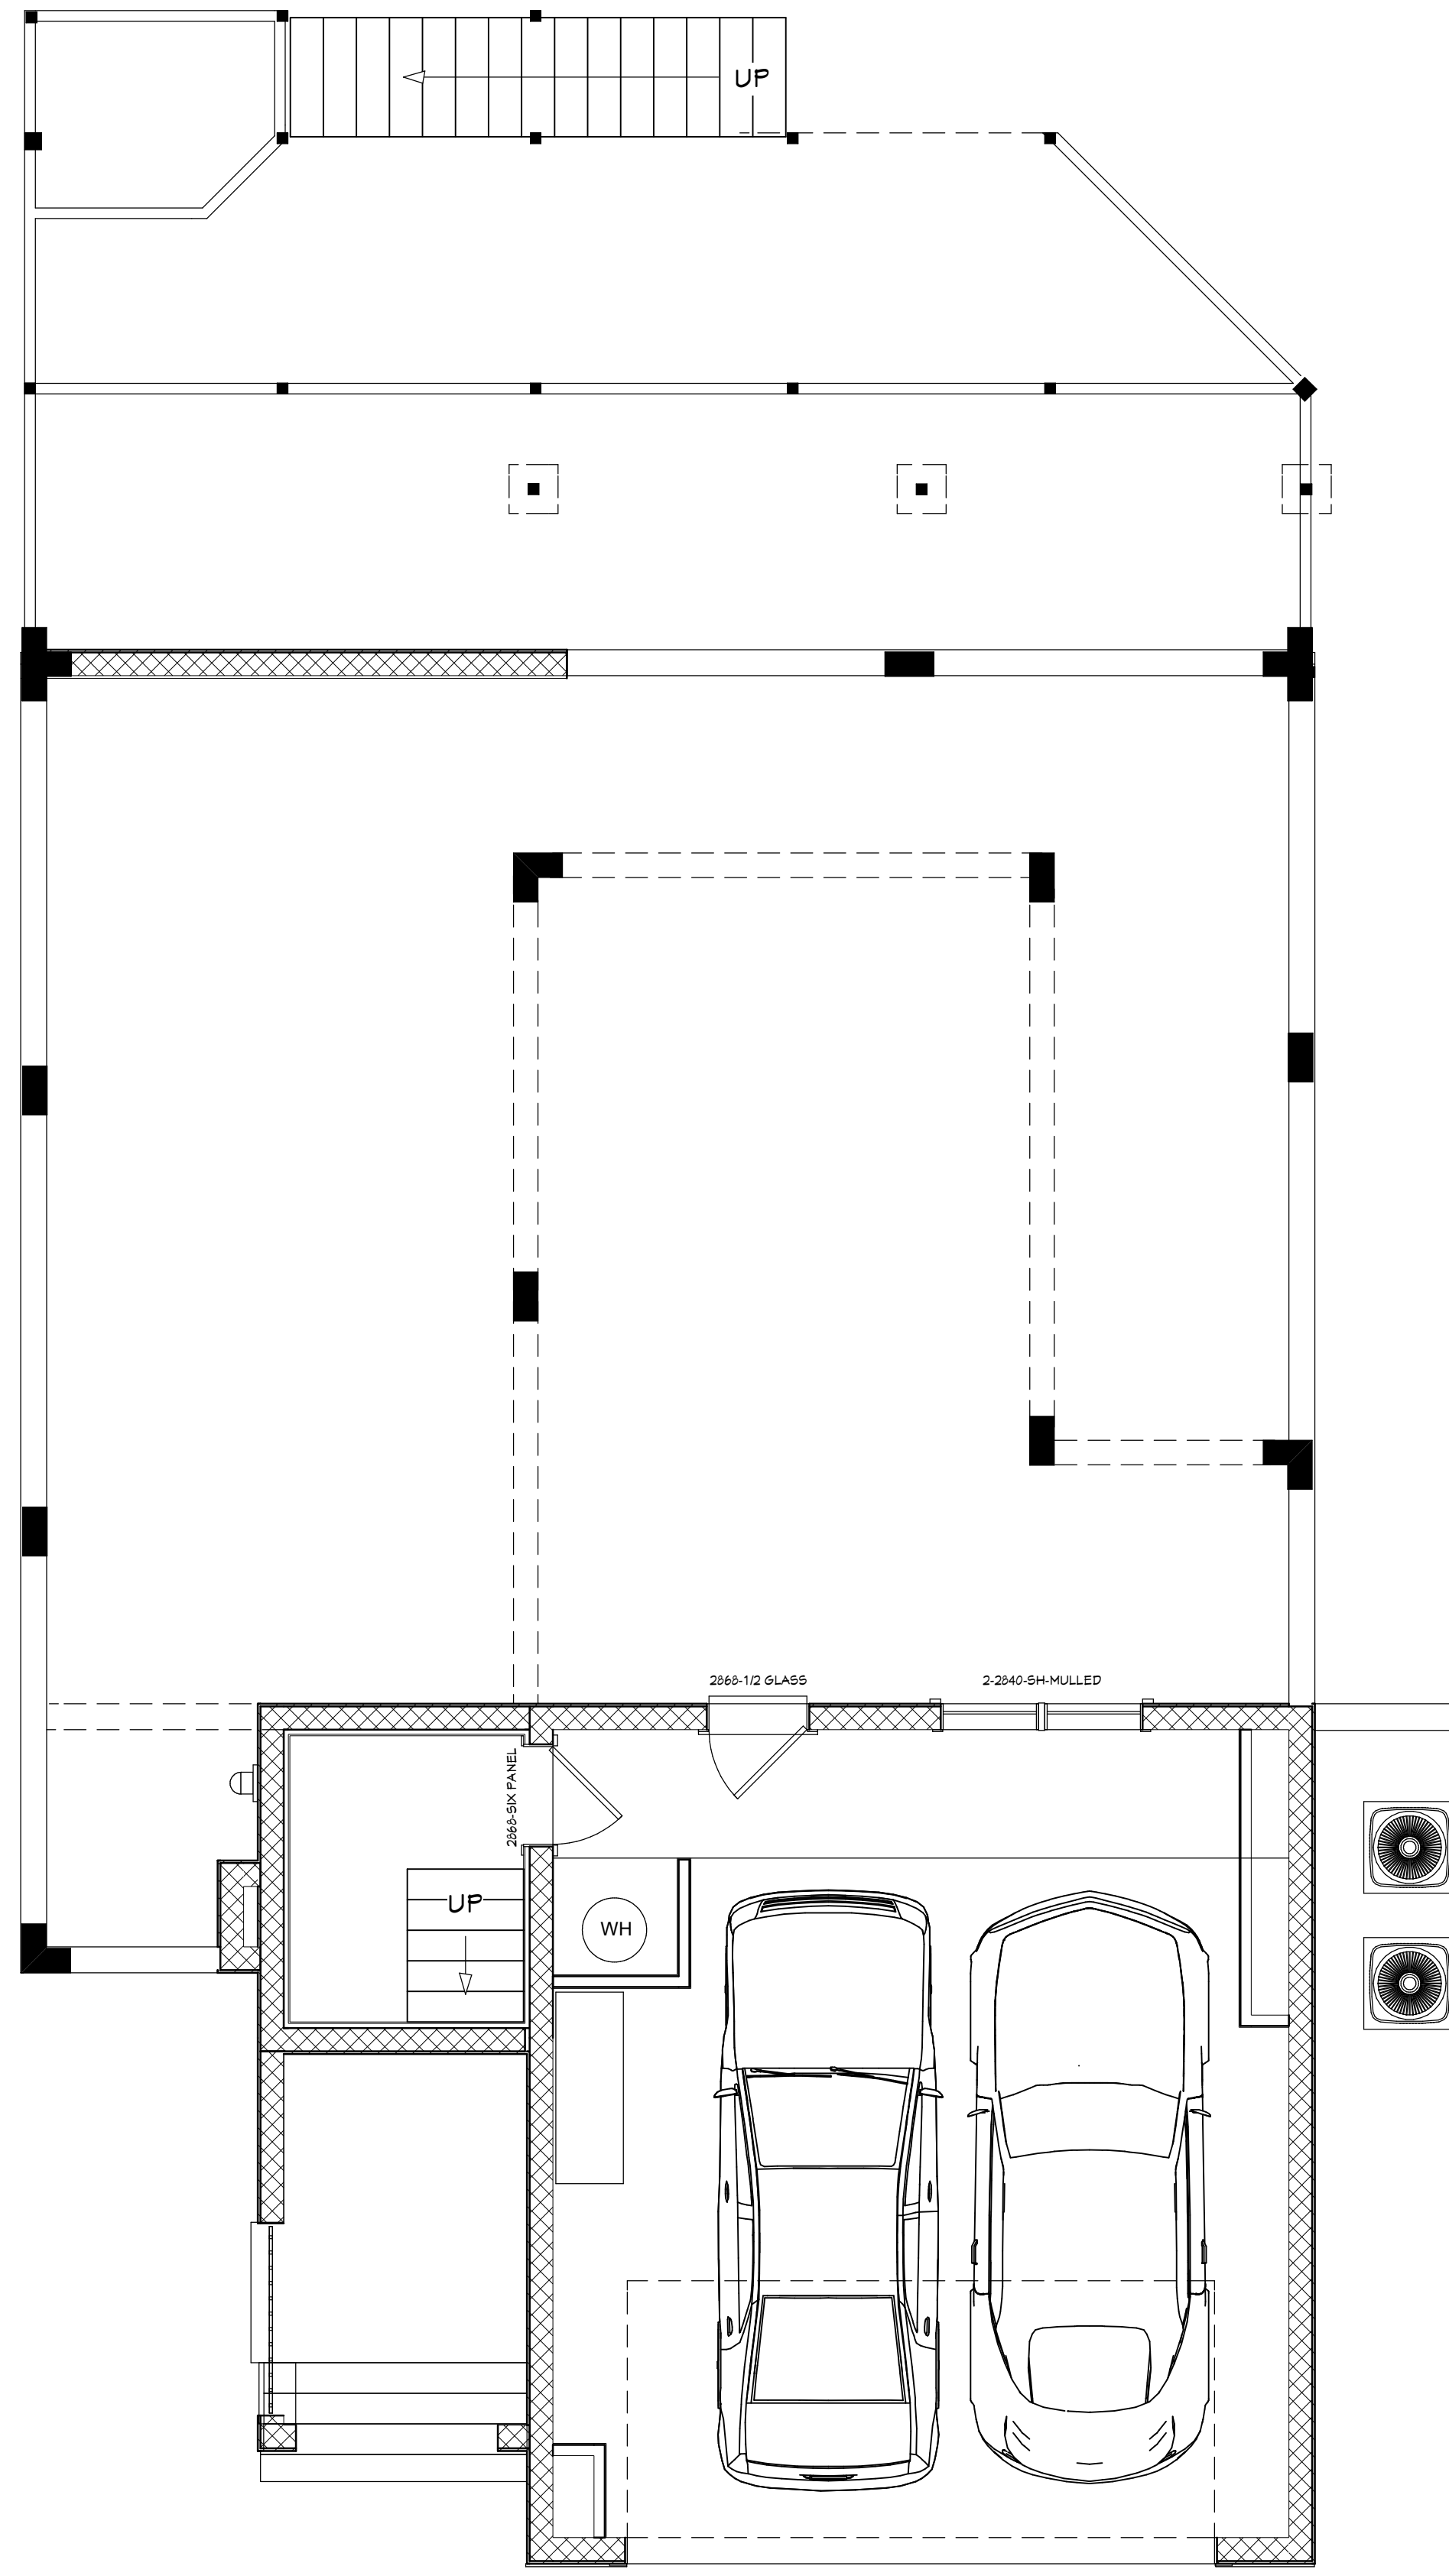 UP
2868-1/2 GLASS
2-2840-SH-MULLED
2868-SIX PANEL
UP
WH